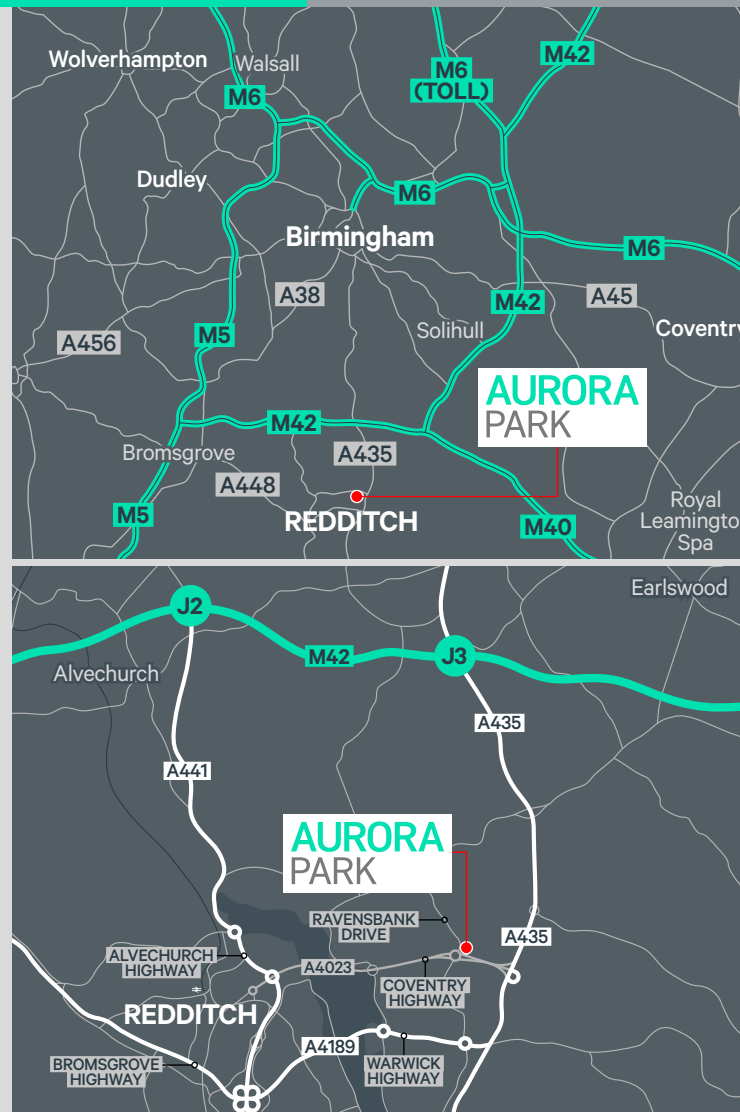 Wolverhampton
Walsall
M6
(TOLL)
M42
M6
Dudley
M6
Birmingham
M6
A38
M42
A45
Solihull
Coventry
A456
M5
AURORA
PARK
M42
Bromsgrove
A435
A448
M5
REDDITCH
M40
Royal
Leamingto
Spa
Earlswood
J2
M42
J3
Alvechurch
A435
A441
AURORA
PARK
RAVENSBANK
DRIVE
A435
ALVECHURCH
HIGHWAY
A4023
COVENTRY
HIGHWAY
REDDITCH
A4189
BROMSGROVE
HIGHWAY
WARWICK
HIGHWAY